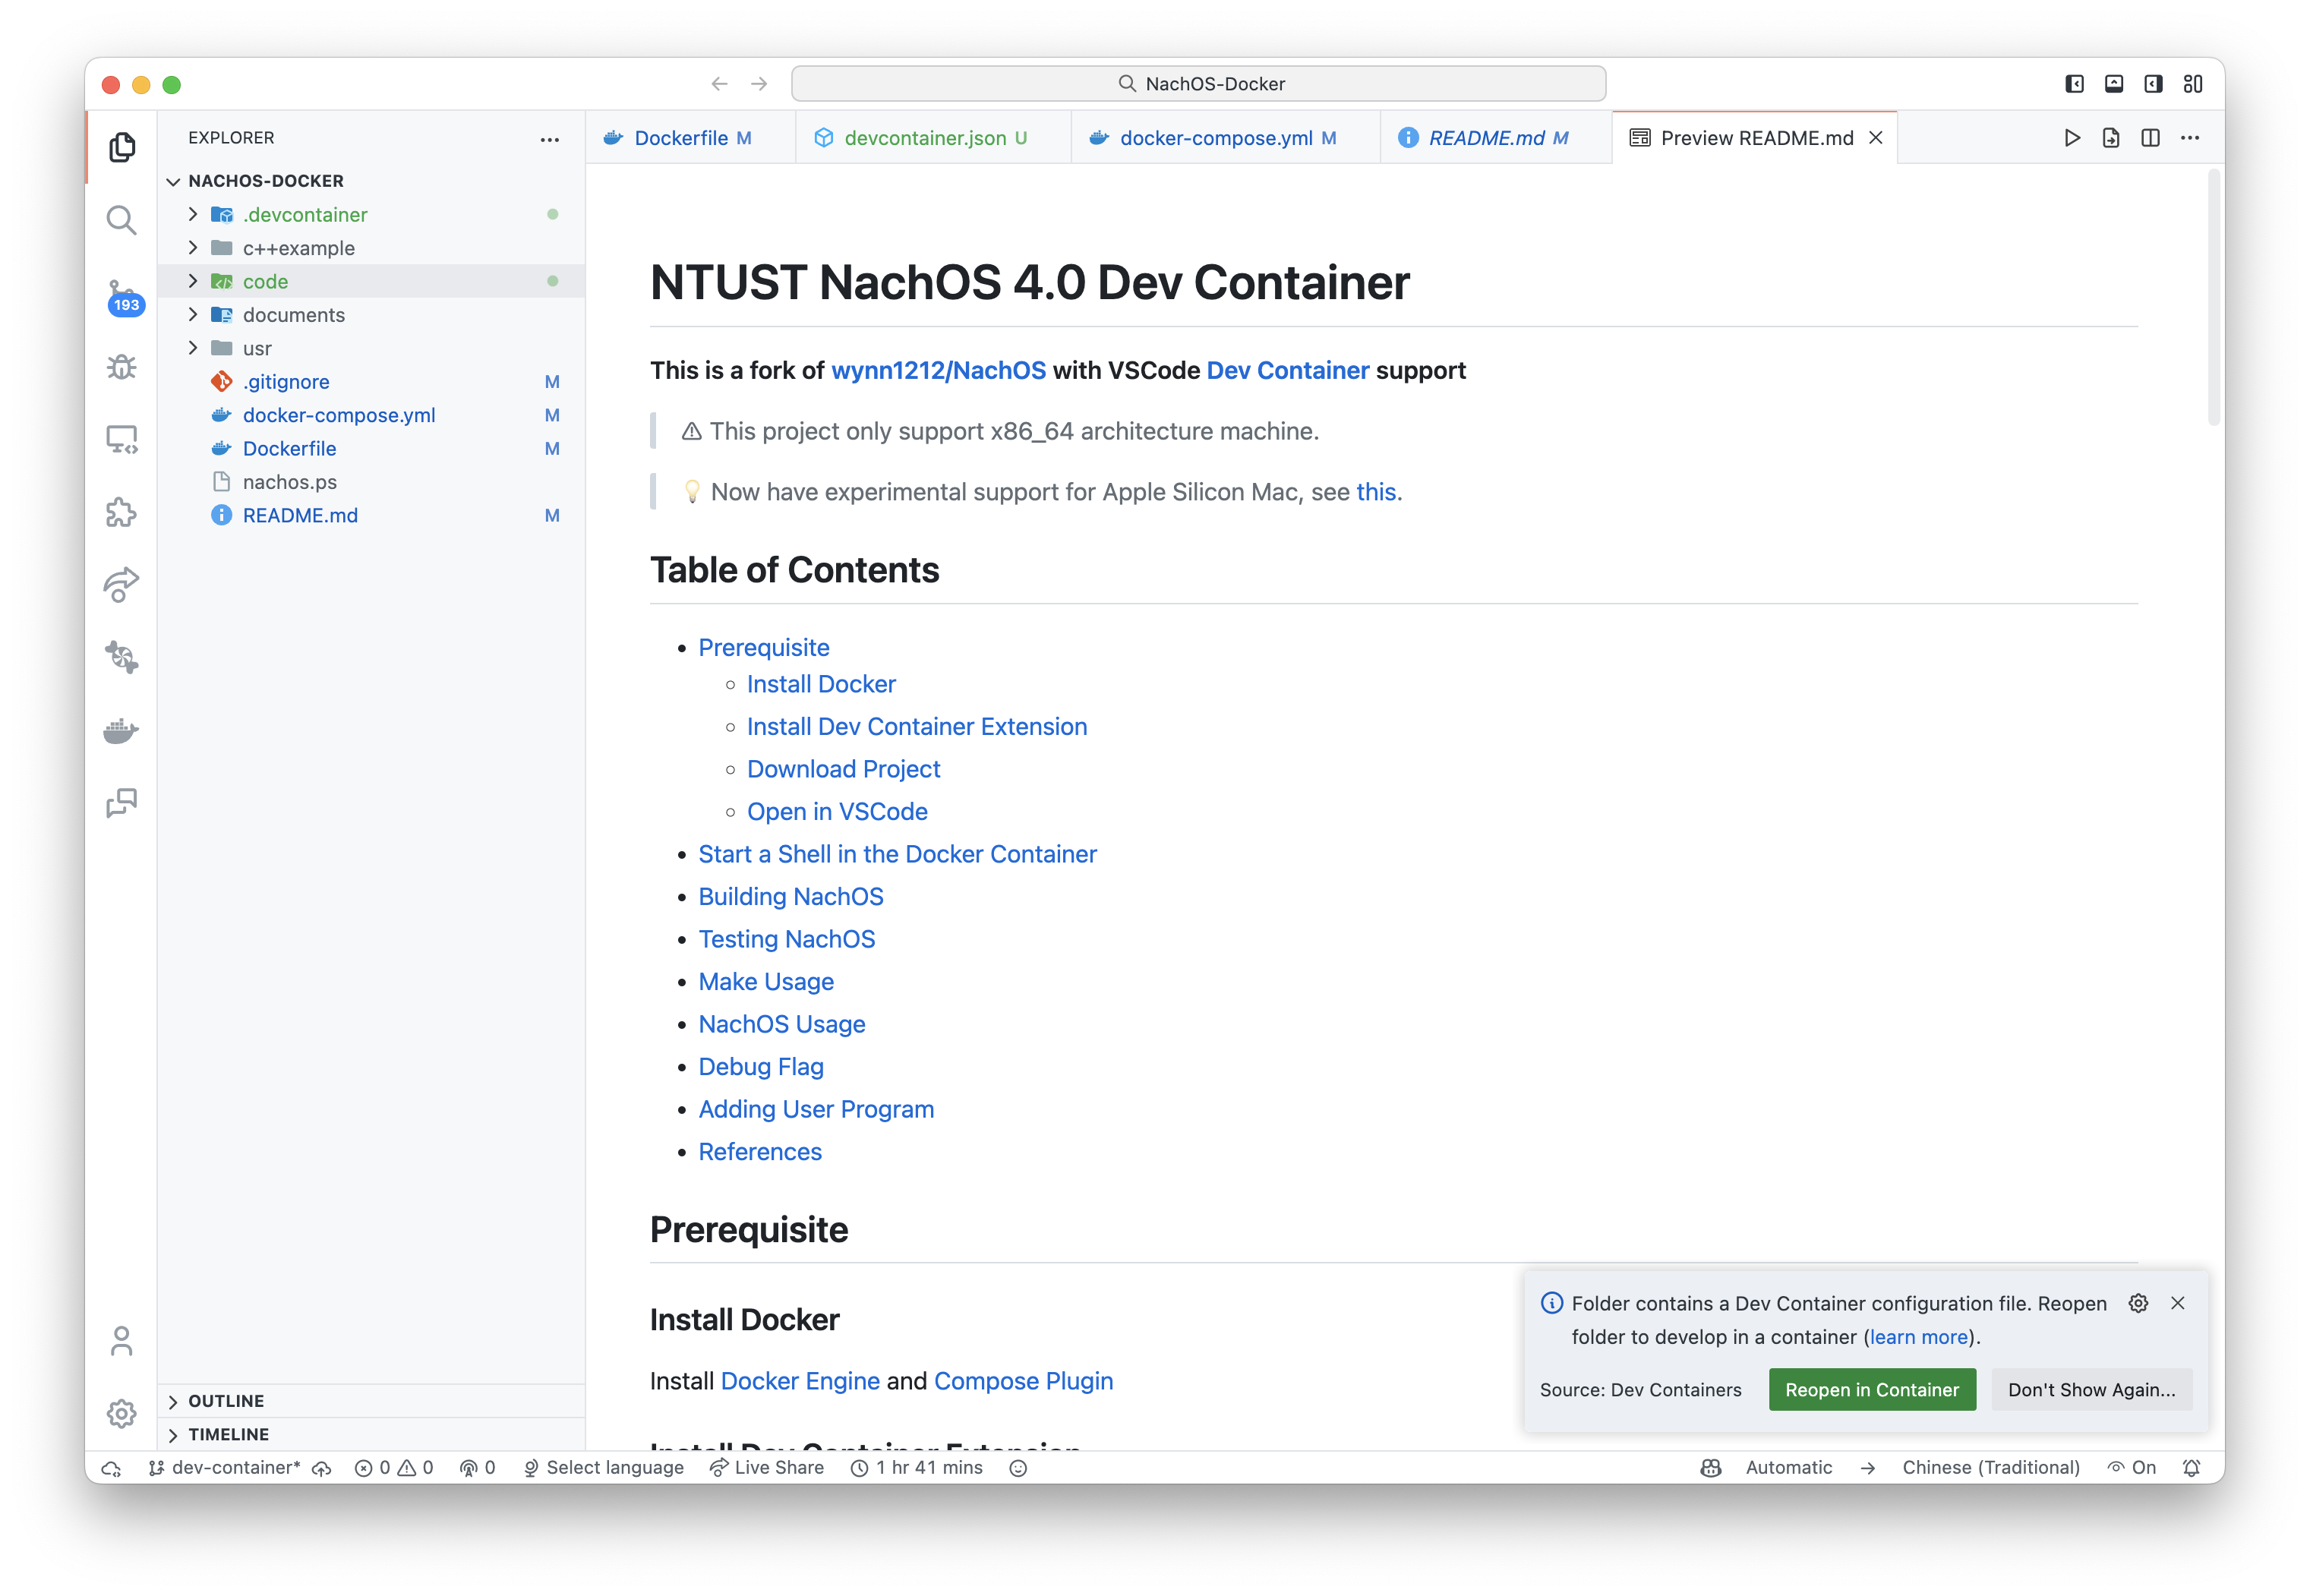 NachOS-Docker
EXPLORER
Dockerfile M
devcontainer.json U
docker-compose.yml M
README.md M
Preview README.md
NACHOS-DOCKER
.devcontainer
c++example
code
documents
usr
.gitignore M
docker-compose.yml M
Dockerfile M
nachos.ps
README.md M
193
OUTLINE
TIMELINE
NTUST NachOS 4.0 Dev Container
This is a fork of wynn1212/NachOS with VSCode Dev Container support
⚠ This project only support x86_64 architecture machine.
💡 Now have experimental support for Apple Silicon Mac, see this.
Table of Contents
• Prerequisite
◦ Install Docker
◦ Install Dev Container Extension
◦ Download Project
◦ Open in VSCode
• Start a Shell in the Docker Container
• Building NachOS
• Testing NachOS
• Make Usage
• NachOS Usage
• Debug Flag
• Adding User Program
• References
Prerequisite
Install Docker
Install Docker Engine and Compose Plugin
Install Dev Container Extension
Folder contains a Dev Container configuration file. Reopen
folder to develop in a container (learn more).
Source: Dev Containers
Reopen in Container
Don't Show Again...
dev-container* 0 0 0 Select language Live Share 1 hr 41 mins Automatic → Chinese (Traditional) On